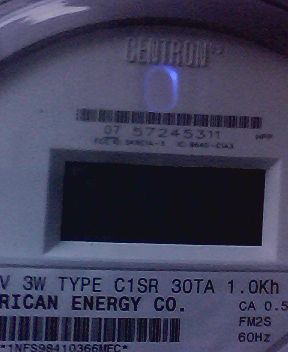 CENTRON
07 57245311
V 3W TYPE C1SR 30TA 1.0Kh
RICAN ENERGY CO.
CA 0.5
FM2S
60Hz
*1NFS98410366MEC*